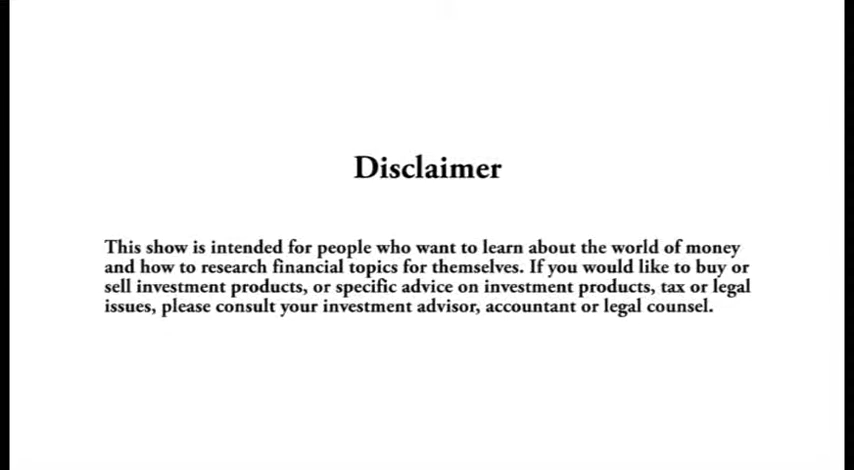 Disclaimer
This show is intended for people who want to learn about the world of money
and how to research financial topics for themselves. If you would like to buy or
sell investment products, or specific advice on investment products, tax or legal
issues, please consult your investment advisor, accountant or legal counsel.